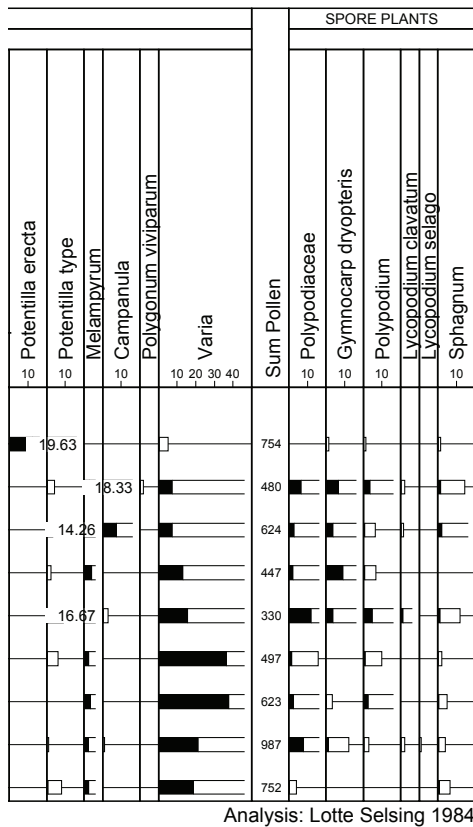 SPORE PLANTS
Potentilla erecta
Potentilla type
Melampyrum
Campanula
Polygonum viviparum
Varia
Sum Pollen
Polypodiaceae
Gymnocarp dryopteris
Polypodium
Lycopodium clavatum
Lycopodium selago
Sphagnum
10 10 10 10 20 30 40 10 10 10 10
19.63 754
18.33 480
14.26 624
447
16.67 330
497
623
987
752
Analysis: Lotte Selsing 1984